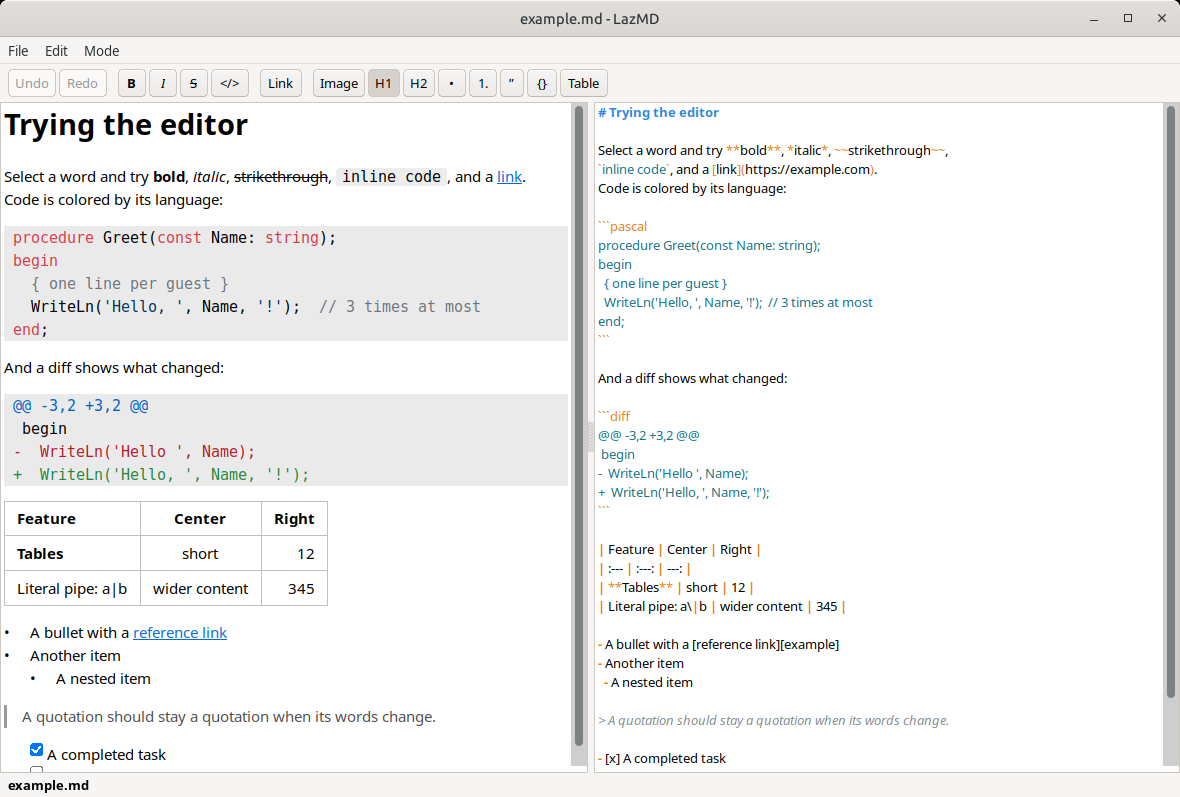 example.md - LazMD
File Edit Mode
Undo Redo B I S </> Link Image H1 H2 • 1. ” {} Table
Trying the editor
Select a word and try bold, italic, strikethrough, inline code, and a link.
Code is colored by its language:
procedure Greet(const Name: string);
begin
  { one line per guest }
  WriteLn('Hello, ', Name, '!');  // 3 times at most
end;
And a diff shows what changed:
@@ -3,2 +3,2 @@
 begin
-  WriteLn('Hello ', Name);
+  WriteLn('Hello, ', Name, '!');
Feature Center Right
Tables short 12
Literal pipe: a|b wider content 345
• A bullet with a reference link
• Another item
• A nested item
A quotation should stay a quotation when its words change.
A completed task
# Trying the editor
Select a word and try **bold**, *italic*, ~~strikethrough~~,
`inline code`, and a [link](https://example.com).
Code is colored by its language:
```pascal
procedure Greet(const Name: string);
begin
  { one line per guest }
  WriteLn('Hello, ', Name, '!');  // 3 times at most
end;
```
And a diff shows what changed:
```diff
@@ -3,2 +3,2 @@
 begin
-  WriteLn('Hello ', Name);
+  WriteLn('Hello, ', Name, '!');
```
| Feature | Center | Right |
| :--- | :---: | ---: |
| **Tables** | short | 12 |
| Literal pipe: a\|b | wider content | 345 |
- A bullet with a [reference link][example]
- Another item
  - A nested item
> A quotation should stay a quotation when its words change.
- [x] A completed task
example.md